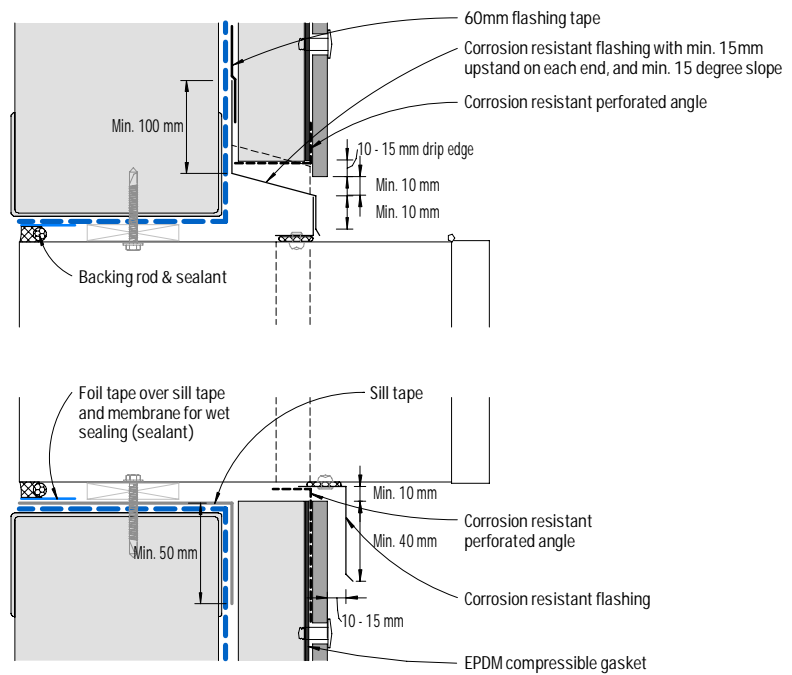 60mm flashing tape
Corrosion resistant flashing with min. 15mm
upstand on each end, and min. 15 degree slope
Corrosion resistant perforated angle
Min. 100 mm
10 - 15 mm drip edge
Min. 10 mm
Min. 10 mm
Backing rod & sealant
Foil tape over sill tape
and membrane for wet
sealing (sealant)
Sill tape
Min. 10 mm
Corrosion resistant
perforated angle
Min. 40 mm
Min. 50 mm
Corrosion resistant flashing
10 - 15 mm
EPDM compressible gasket